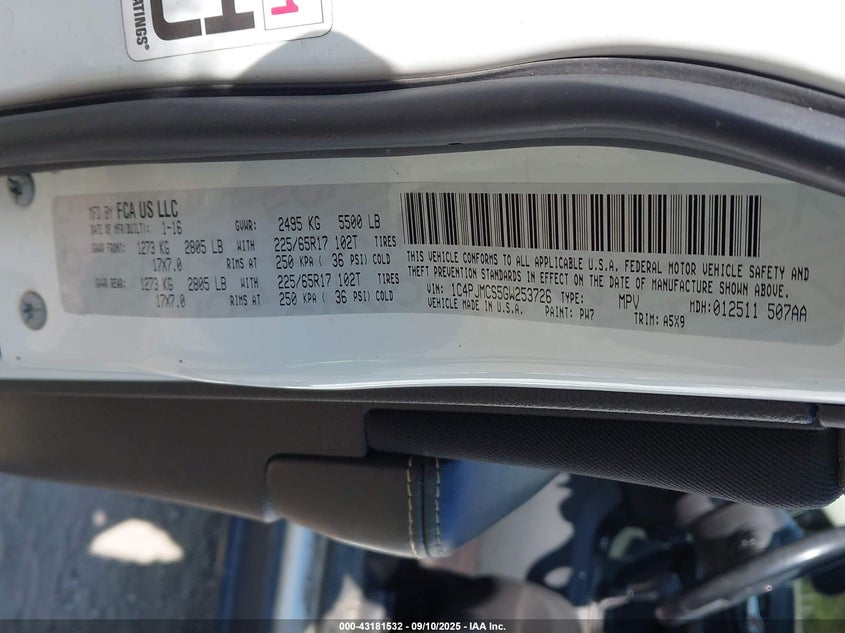 1
ATINGS®
MFD BY FCA US LLC
DATE OF MFR(BUILT): 1-16 GVWR: 2495 KG 5500 LB
GAWR FRONT: 1273 KG 2805 LB WITH 225/65R17 102T TIRES
17X7.0 RIMS AT 250 KPA ( 36 PSI) COLD
GAWR REAR: 1273 KG 2805 LB WITH 225/65R17 102T TIRES
17X7.0 RIMS AT 250 KPA ( 36 PSI) COLD
THIS VEHICLE CONFORMS TO ALL APPLICABLE U.S.A. FEDERAL MOTOR VEHICLE SAFETY AND
THEFT PREVENTION STANDARDS IN EFFECT ON THE DATE OF MANUFACTURE SHOWN ABOVE.
VIN: 1C4PJMCS5GW253726 TYPE: MPV MDH:012511 507AA
VEHICLE MADE IN U.S.A. PAINT: PW7 TRIM: A5X9
000-43181532 - 09/10/2025 - IAA Inc.